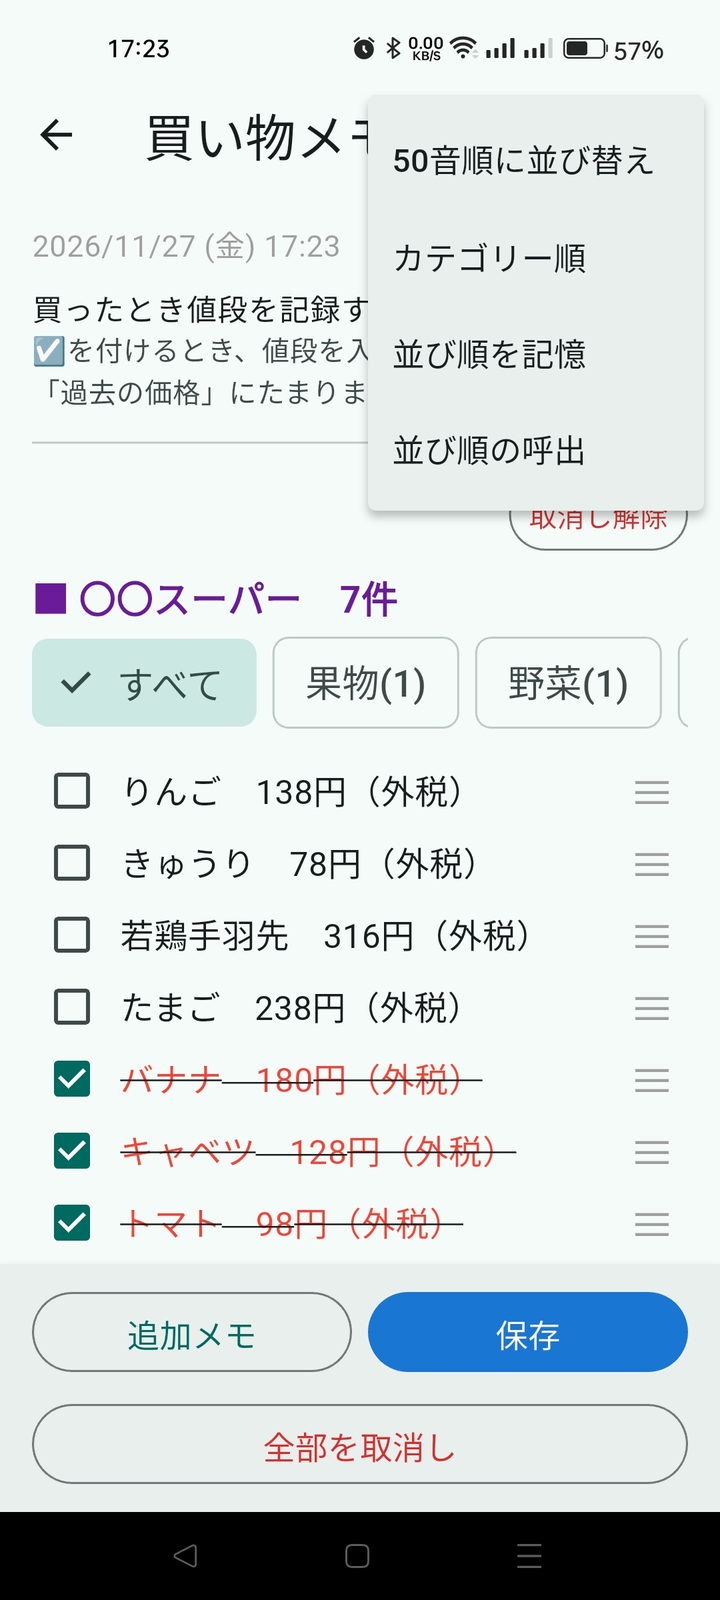 17:23
0.00
KB/S
57%
買い物メモ
50音順に並び替え
カテゴリー順
並び順を記憶
並び順の呼出
2026/11/27 (金) 17:23
買ったとき値段を記録す
☑を付けるとき、値段を入
「過去の価格」にたまりま
取消し解除
■ 〇〇スーパー　7件
すべて
果物(1)
野菜(1)
りんご　138円（外税）
きゅうり　78円（外税）
若鶏手羽先　316円（外税）
たまご　238円（外税）
バナナ　180円（外税）
キャベツ　128円（外税）
トマト　98円（外税）
追加メモ
保存
全部を取消し